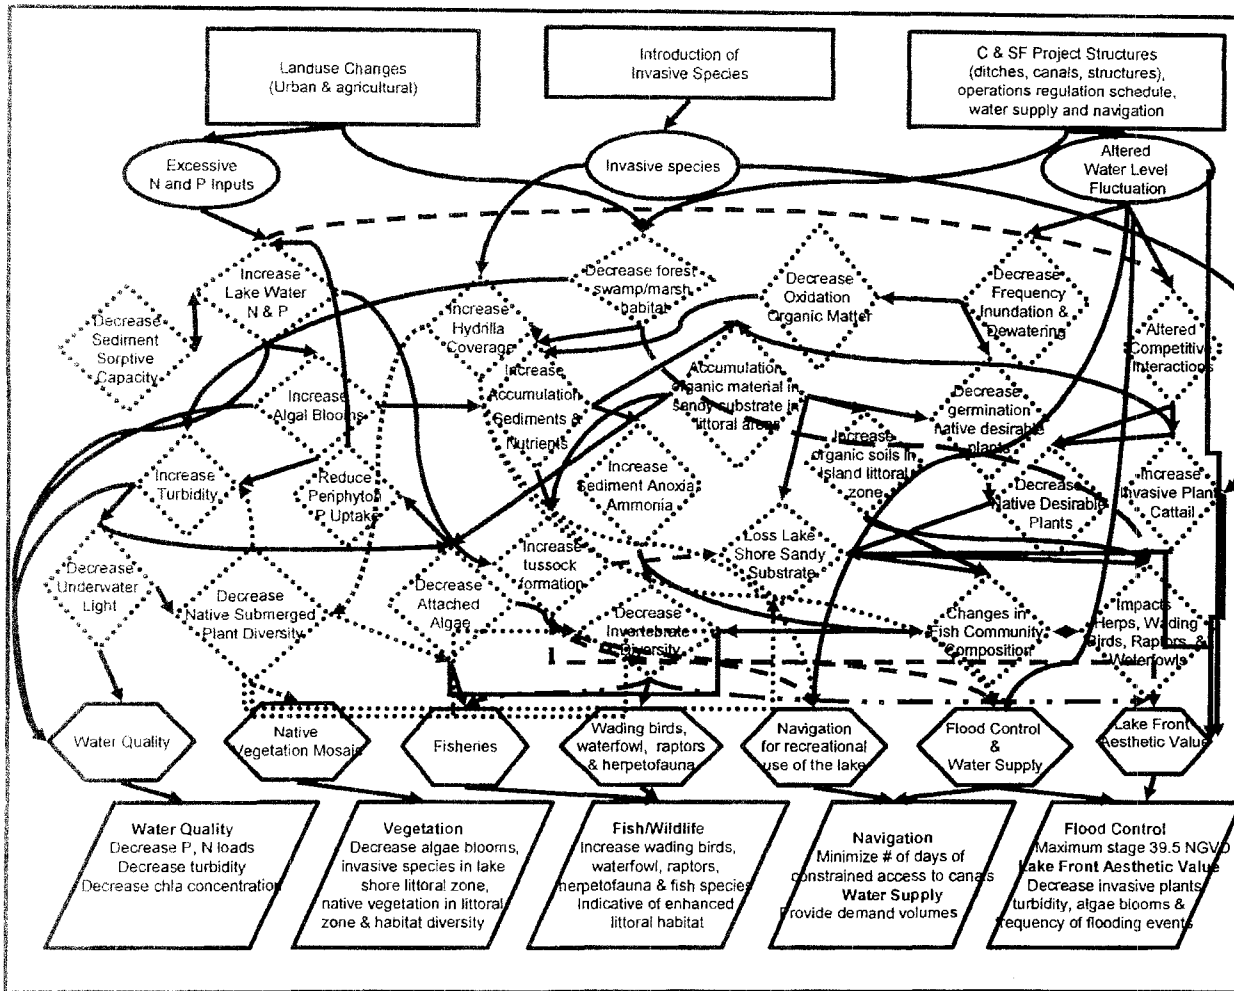 Landuse Changes
(Urban & agricultural)
Introduction of
Invasive Species
C & SF Project Structures
(ditches, canals, structures),
operations regulation schedule,
water supply and navigation
Excessive
N and P Inputs
Invasive species
Altered
Water Level
Fluctuation
Increase
Lake Water
N & P
Decrease forest
swamp/marsh
habitat
Decrease
Oxidation
Organic Matter
Decrease
Frequency
Inundation &
Dewatering
Decrease
Sediment
Sorptive
Capacity
Increase
Hydrilla
Coverage
Altered
Competitive
Interactions
Increase
Algal Blooms
Increase
Accumulation
Sediments &
Nutrients
Accumulation
organic material in
sandy substrate in
littoral areas
Decrease
germination
native desirable
plants
Increase
organic soils in
Island littoral
zone
Increase
Turbidity
Reduce
Periphyton
P Uptake
Increase
Sediment Anoxia
Ammonia
Decrease
Native Desirable
Plants
Increase
Invasive Plant
Cattail
Decrease
Underwater
Light
Decrease
Native Submerged
Plant Diversity
Decrease
Attached
Algae
Increase
tussock
formation
Loss Lake
Shore Sandy
Substrate
Decrease
Invertebrate
Diversity
Changes in
Fish Community
Composition
Impacts
Herps, Wading
Birds, Raptors, &
Waterfowls
Water Quality
Native
Vegetation Mosaic
Fisheries
Wading birds,
waterfowl, raptors
& herpetofauna
Navigation
for recreational
use of the lake
Flood Control
&
Water Supply
Lake Front
Aesthetic Value
Water Quality
Decrease P, N loads
Decrease turbidity
Decrease chla concentration
Vegetation
Decrease algae blooms,
invasive species in lake
shore littoral zone,
native vegetation in littoral
zone & habitat diversity
Fish/Wildlife
Increase wading birds,
waterfowl, raptors,
herpetofauna & fish species
Indicative of enhanced
littoral habitat
Navigation
Minimize # of days of
constrained access to canals
Water Supply
Provide demand volumes
Flood Control
Maximum stage 39.5 NGVD
Lake Front Aesthetic Value
Decrease invasive plants,
turbidity, algae blooms &
frequency of flooding events